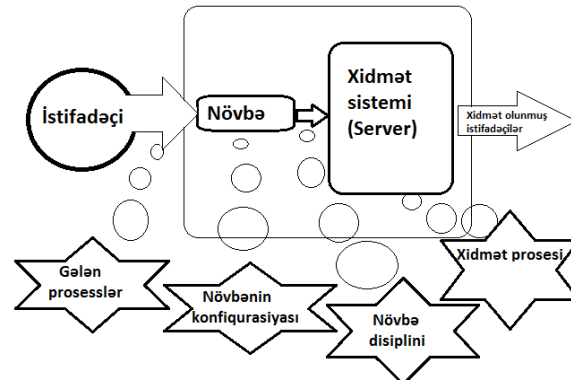 İstifadəçi
Növbə
Xidmət
sistemi
(Server)
Xidmət olunmuş
istifadəçilər
Gələn
prosesslər
Növbənin
konfiqurasiyası
Növbə
disiplini
Xidmət prosesi